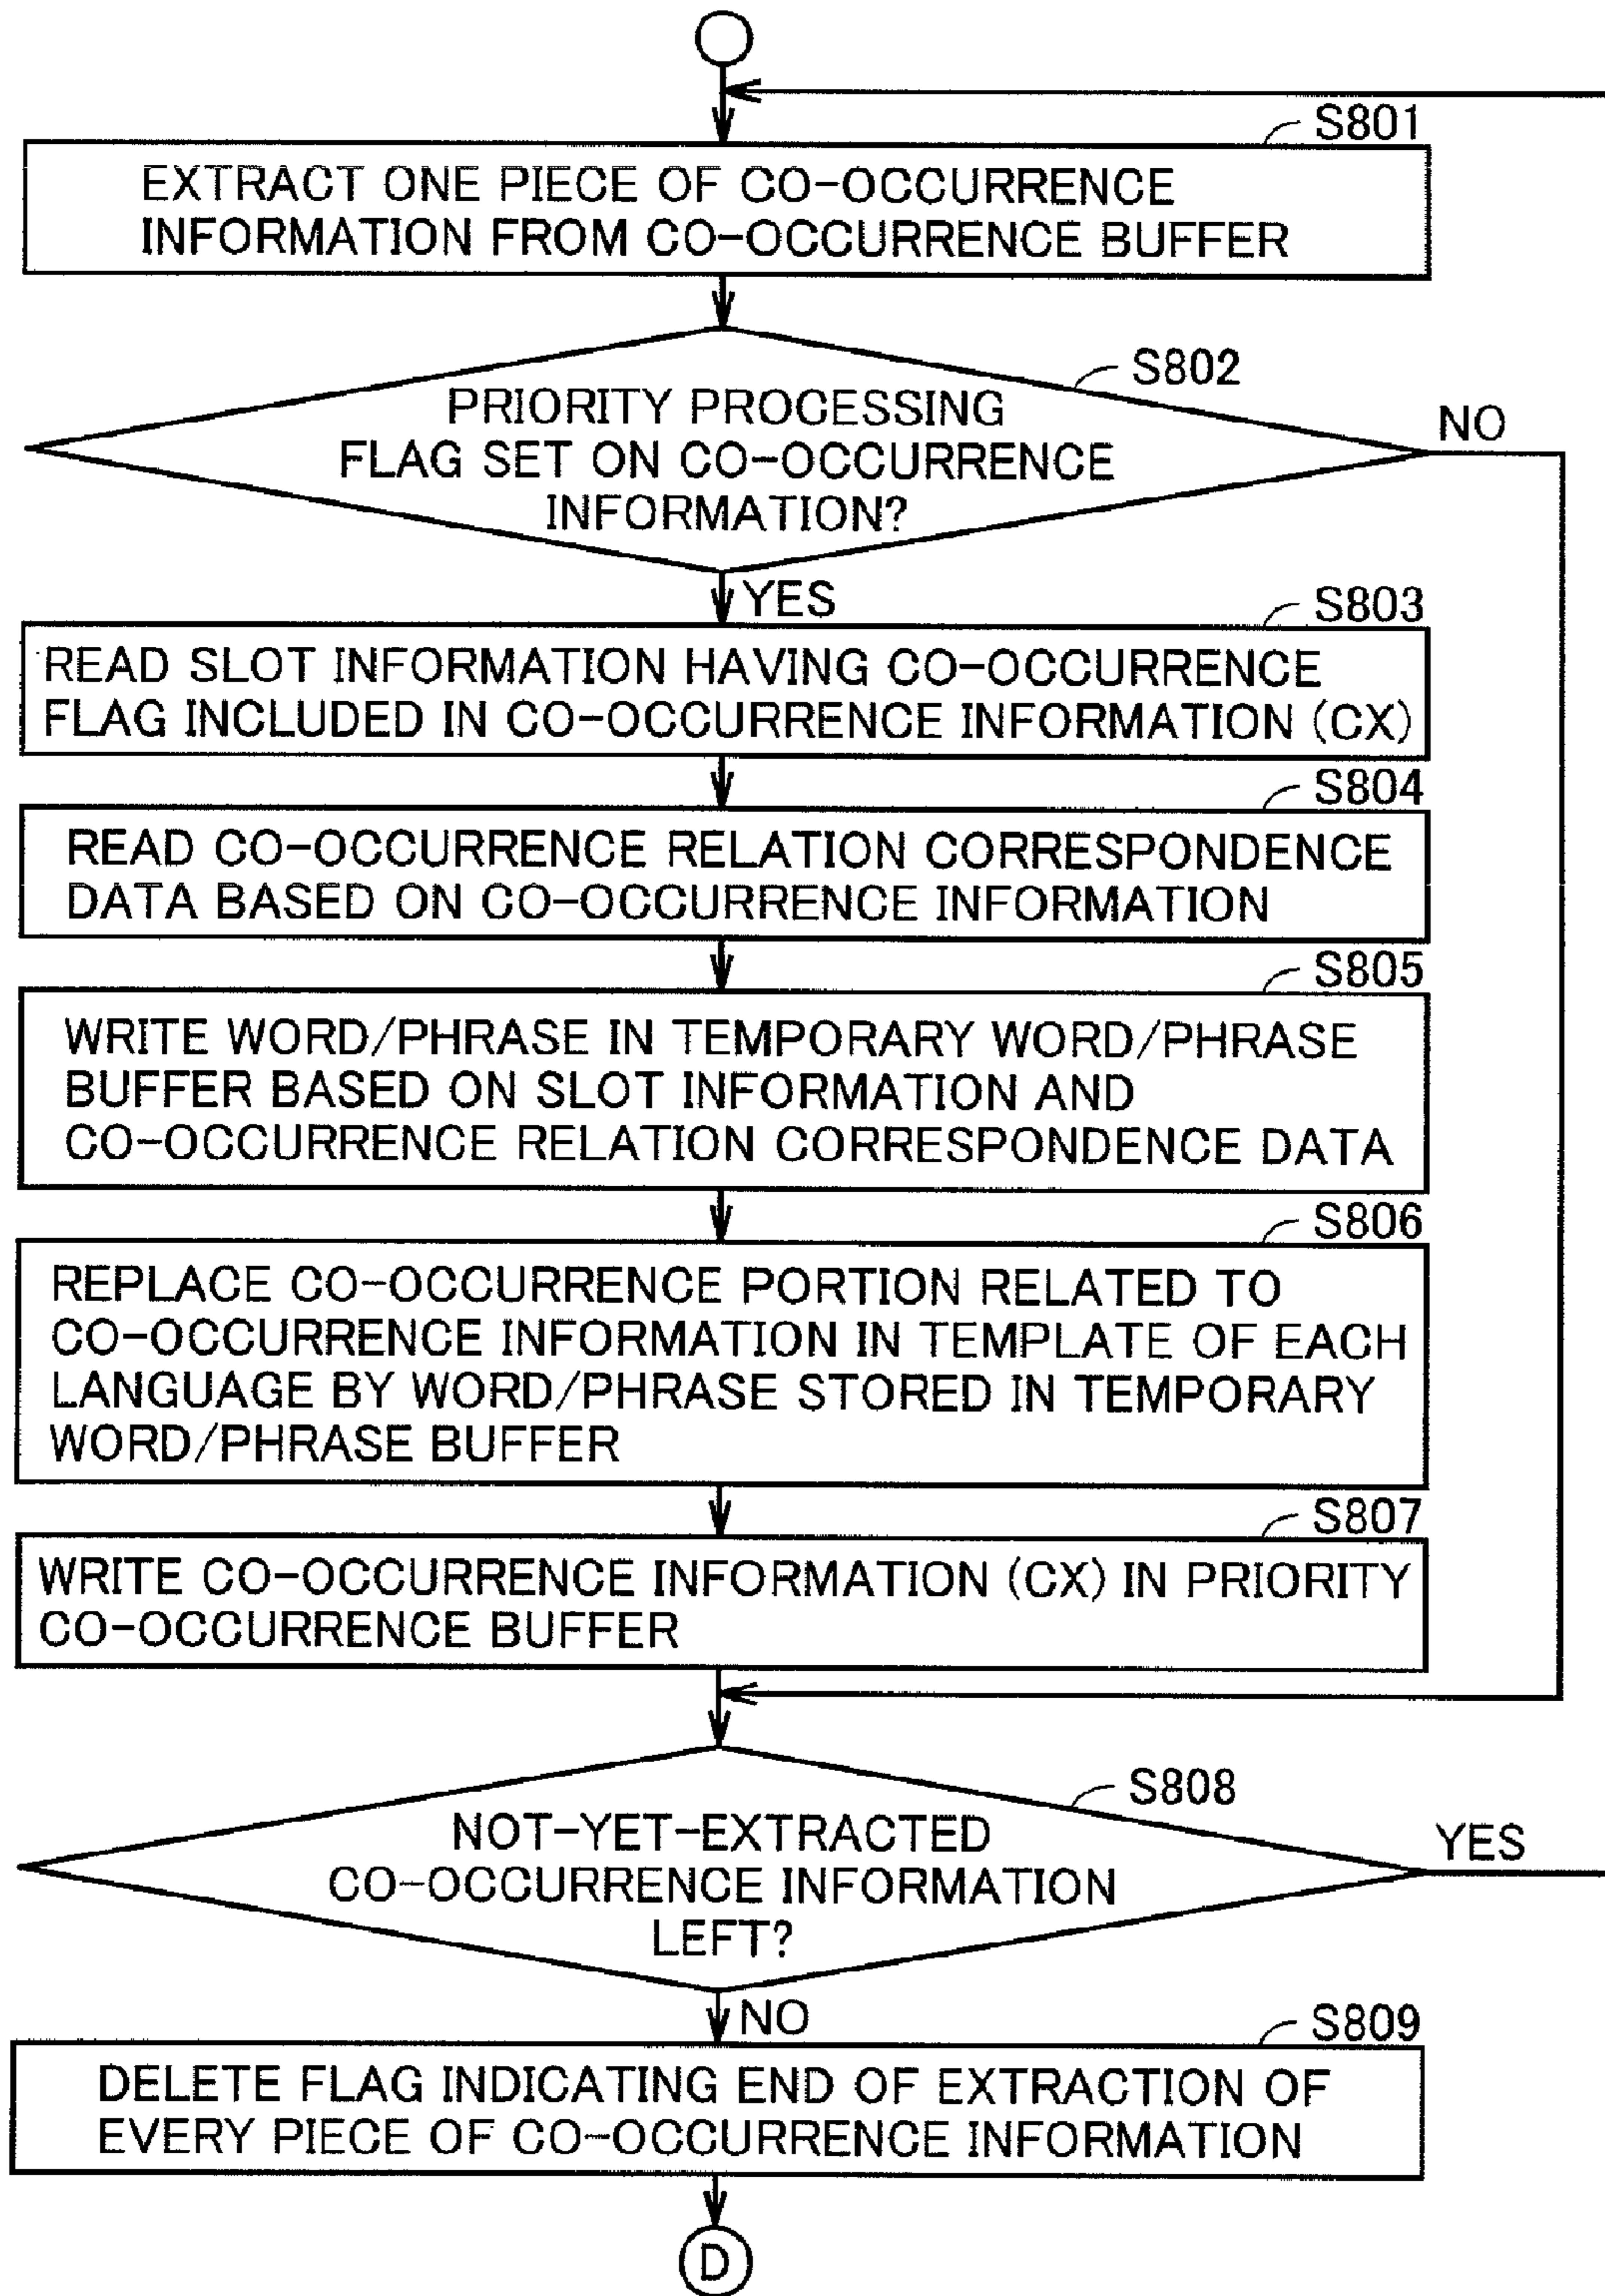 S801
EXTRACT ONE PIECE OF CO-OCCURRENCE
INFORMATION FROM CO-OCCURRENCE BUFFER
S802
PRIORITY PROCESSING
FLAG SET ON CO-OCCURRENCE
INFORMATION?
NO
YES
S803
READ SLOT INFORMATION HAVING CO-OCCURRENCE
FLAG INCLUDED IN CO-OCCURRENCE INFORMATION (CX)
S804
READ CO-OCCURRENCE RELATION CORRESPONDENCE
DATA BASED ON CO-OCCURRENCE INFORMATION
S805
WRITE WORD/PHRASE IN TEMPORARY WORD/PHRASE
BUFFER BASED ON SLOT INFORMATION AND
CO-OCCURRENCE RELATION CORRESPONDENCE DATA
S806
REPLACE CO-OCCURRENCE PORTION RELATED TO
CO-OCCURRENCE INFORMATION IN TEMPLATE OF EACH
LANGUAGE BY WORD/PHRASE STORED IN TEMPORARY
WORD/PHRASE BUFFER
S807
WRITE CO-OCCURRENCE INFORMATION (CX) IN PRIORITY
CO-OCCURRENCE BUFFER
S808
NOT-YET-EXTRACTED
CO-OCCURRENCE INFORMATION
LEFT?
YES
NO
S809
DELETE FLAG INDICATING END OF EXTRACTION OF
EVERY PIECE OF CO-OCCURRENCE INFORMATION
D